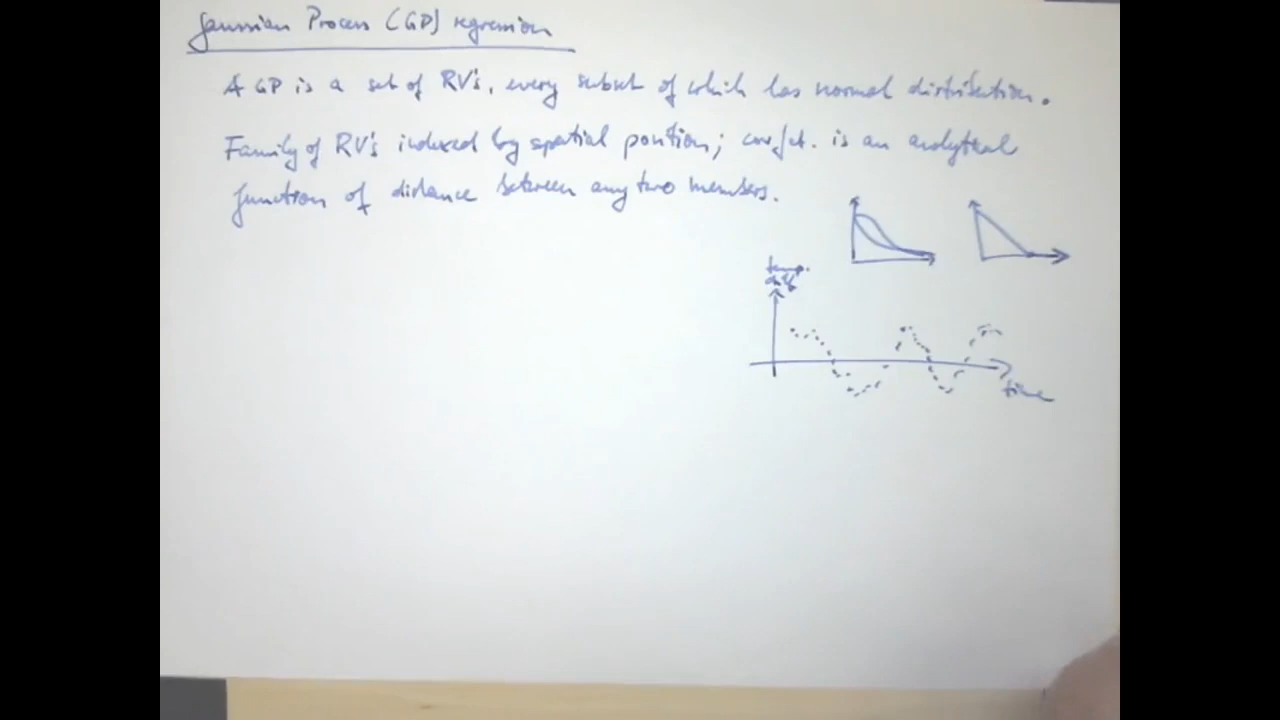 Gaussian Process (GP) regression
A GP is a set of RV's, every subset of which has normal distribution.
Family of RV's indexed by spatial position; cov fct. is an analytical
function of distance between any two members.
time